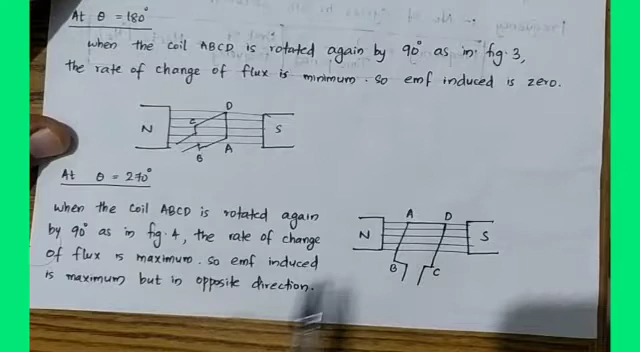 At θ = 180°
when the coil ABCD is rotated again by 90° as in fig. 3,
the rate of change of flux is minimum. so emf induced is zero.
D
C
N
S
B
A
At θ = 270°
when the coil ABCD is rotated again
by 90° as in fig. 4, the rate of change
of flux is maximum. so emf induced
is maximum but in opposite direction.
A D
N
S
B
C